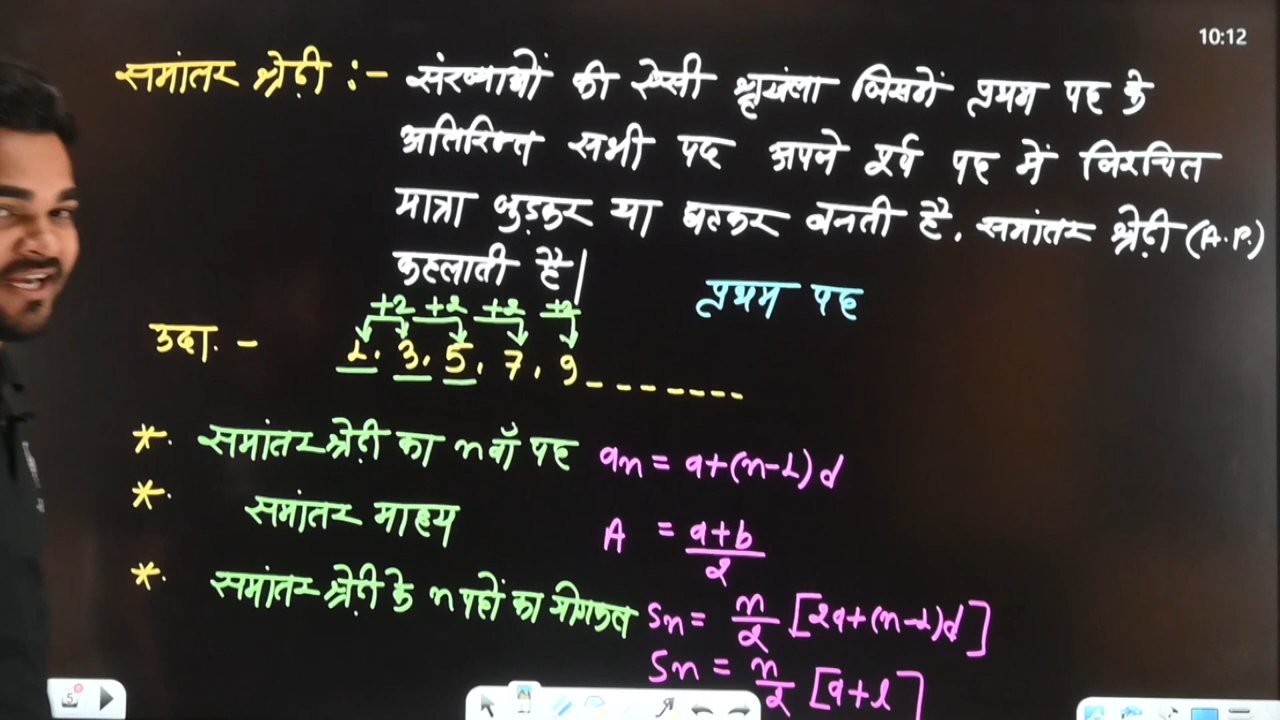 10:12
समांतर श्रेढ़ी :- संख्याओं की ऐसी श्रृखंला जिसमें प्रथम पद के
अतिरिक्त सभी पद अपने पूर्व पद में निश्चित
मात्रा जुड़कर या घटकर बनती है, समांतर श्रेढ़ी (A.P.)
कहलाती है|
प्रथम पद
+2 +2 +2 +2
उदा. - 1, 3, 5, 7, 9 -------
* समांतर श्रेढ़ी का n वाँ पद an = a+(n-1)d
* समांतर माध्य A = a+b/2
* समांतर श्रेढ़ी के n पदों का योगफल Sn = n/2 [2a+(n-1)d]
Sn = n/2 [a+l]